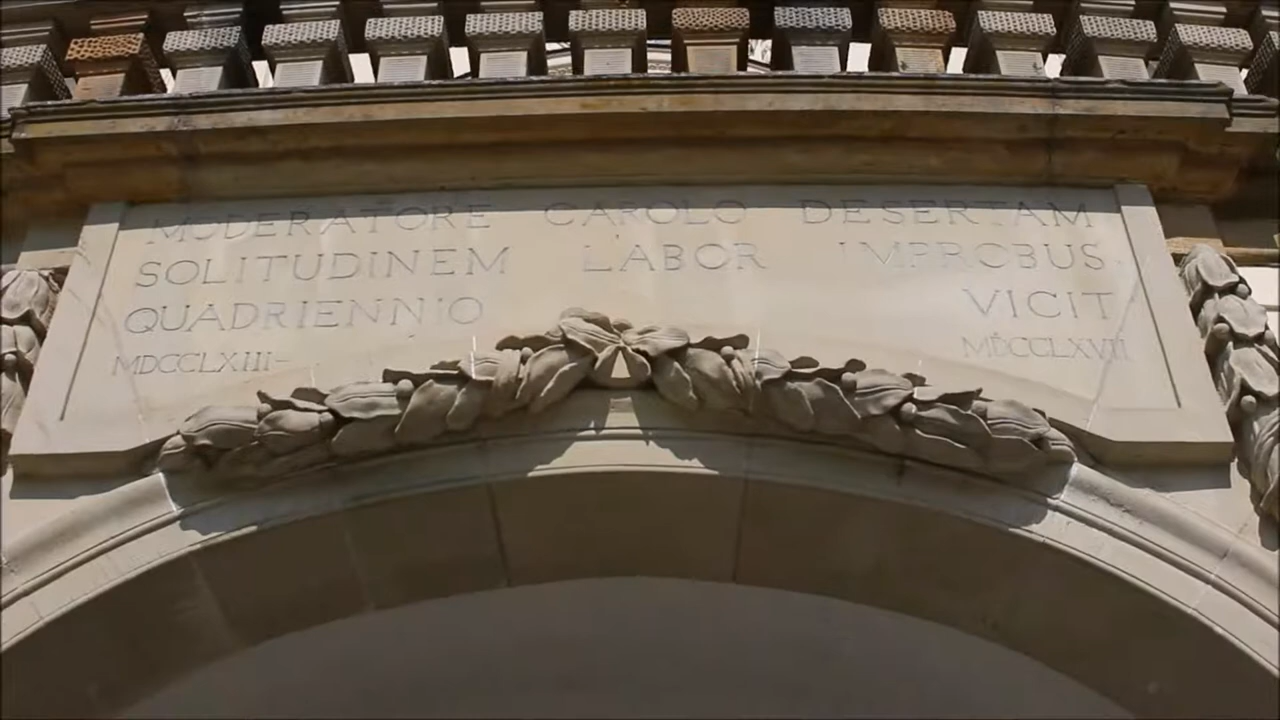 MODERATORE CAROLO DESERTAM
SOLITUDINEM LABOR IMPROBUS
QUADRIENNIO VICIT
MDCCLXIII- MDCCLXVII